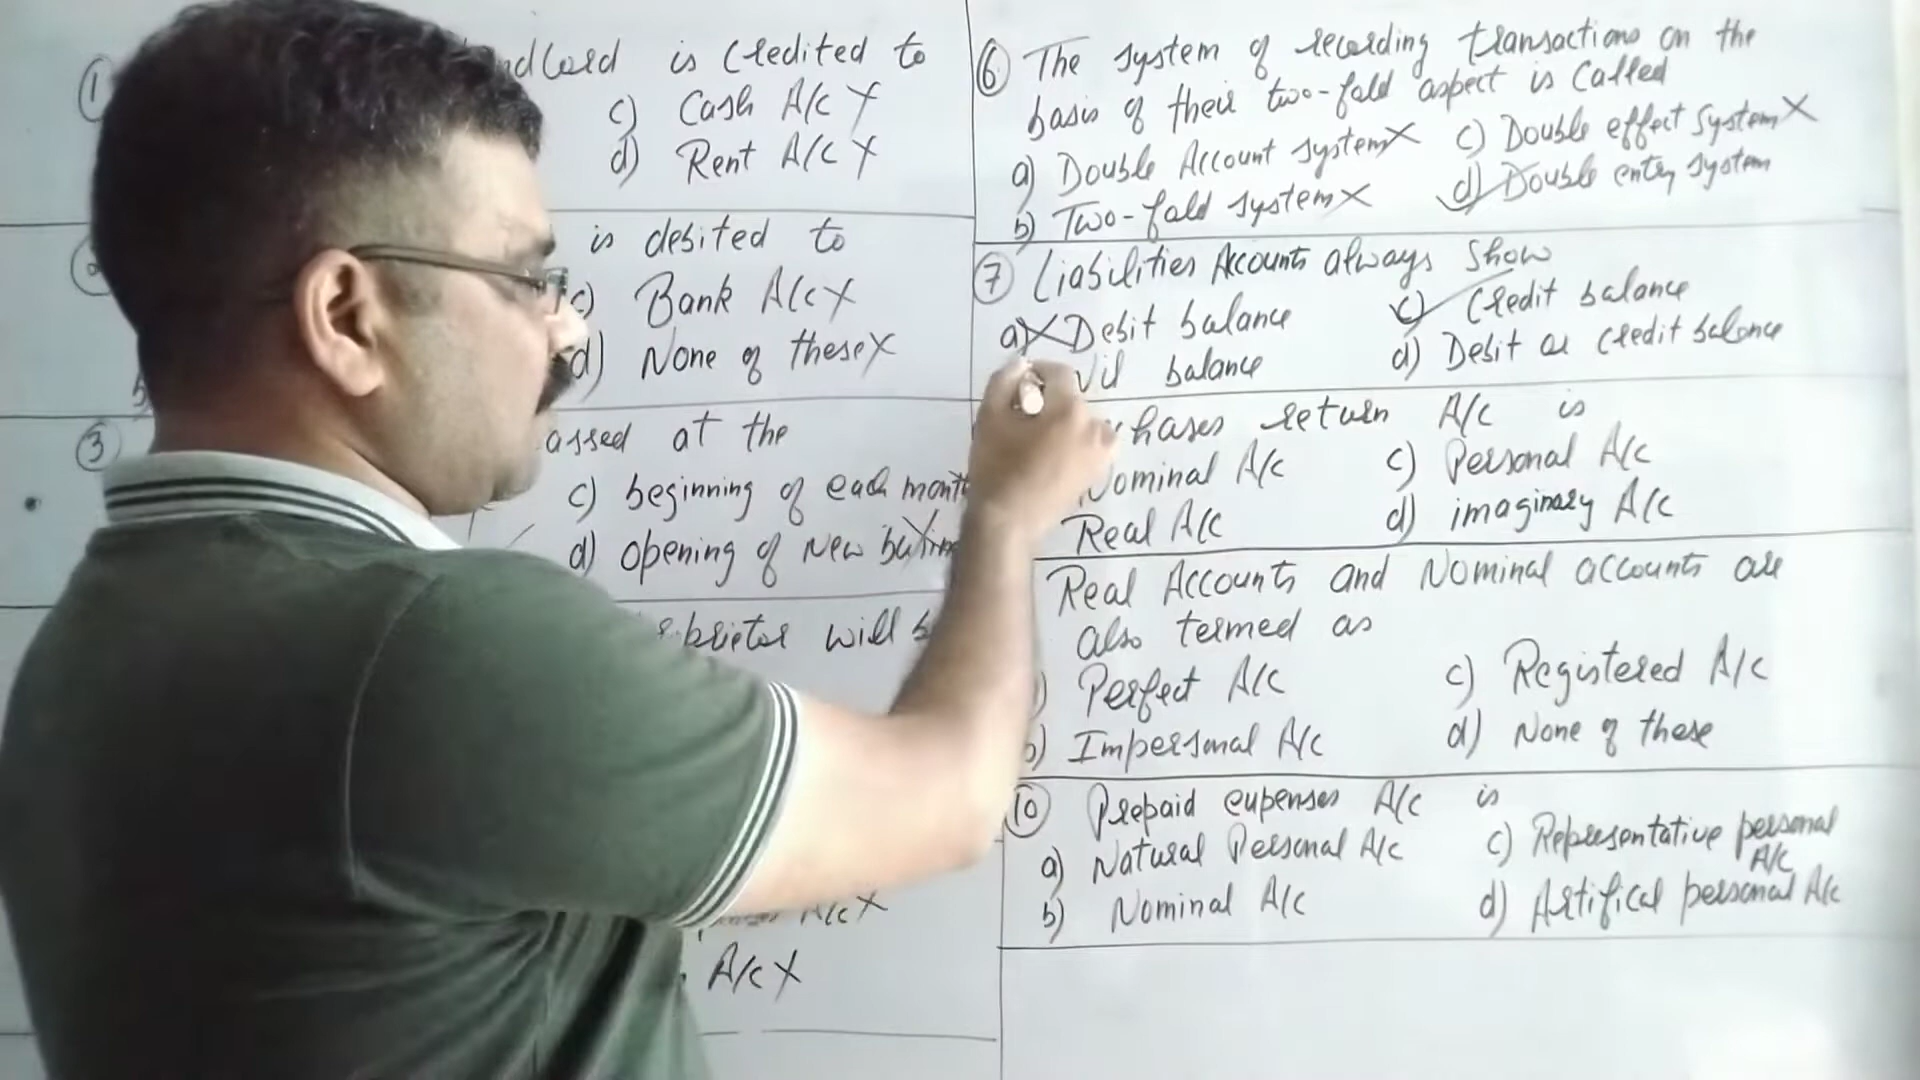 ① is credited to
c) Cash A/c X
d) Rent A/c X
is debited to
c) Bank A/c X
d) None of these X
③ at the
c) beginning of each month
d) opening of New
will
A/c X
A/c X
⑥ The system of recording transactions on the
basis of their two-fold aspect is called
a) Double Account system X c) Double effect system X
b) Two-fold system X d) Double entry system
⑦ Liabilities Accounts always show
a) X Debit balance c) Credit balance
Nil balance d) Debit or credit balance
return A/c is
Nominal A/c c) Personal A/c
Real A/c d) imaginary A/c
Real Accounts and Nominal accounts are
also termed as
Perfect A/c c) Registered A/c
b) Impersonal A/c d) None of these
⑩ Prepaid expenses A/c is
a) Natural Personal A/c c) Representative personal A/c
b) Nominal A/c d) Artifical personal A/c